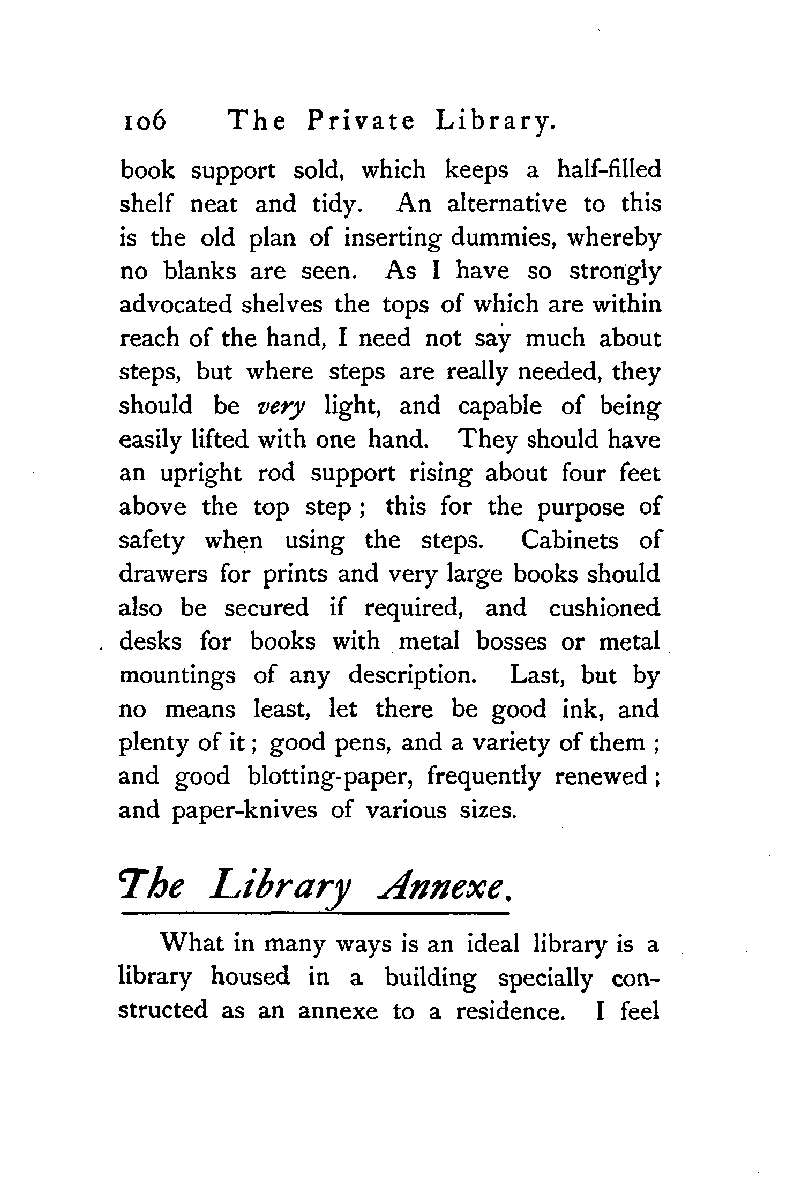 106 The Private Library.
book support sold, which keeps a half-filled
shelf neat and tidy. An alternative to this
is the old plan of inserting dummies, whereby
no blanks are seen. As I have so strongly
advocated shelves the tops of which are within
reach of the hand, I need not say much about
steps, but where steps are really needed, they
should be very light, and capable of being
easily lifted with one hand. They should have
an upright rod support rising about four feet
above the top step ; this for the purpose of
safety when using the steps. Cabinets of
drawers for prints and very large books should
also be secured if required, and cushioned
desks for books with metal bosses or metal
mountings of any description. Last, but by
no means least, let there be good ink, and
plenty of it ; good pens, and a variety of them ;
and good blotting-paper, frequently renewed ;
and paper-knives of various sizes.
The Library Annexe.
What in many ways is an ideal library is a
library housed in a building specially con-
structed as an annexe to a residence. I feel